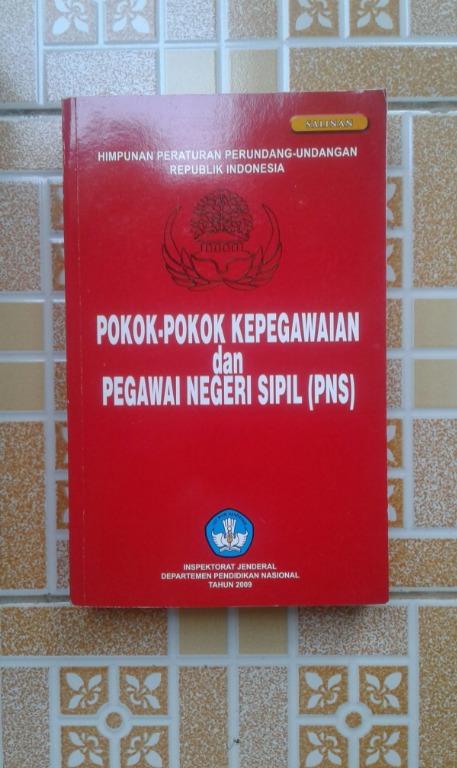 SALINAN
HIMPUNAN PERATURAN PERUNDANG-UNDANGAN
REPUBLIK INDONESIA
POKOK-POKOK KEPEGAWAIAN
dan
PEGAWAI NEGERI SIPIL (PNS)
INSPEKTORAT JENDERAL
DEPARTEMEN PENDIDIKAN NASIONAL
TAHUN 2009